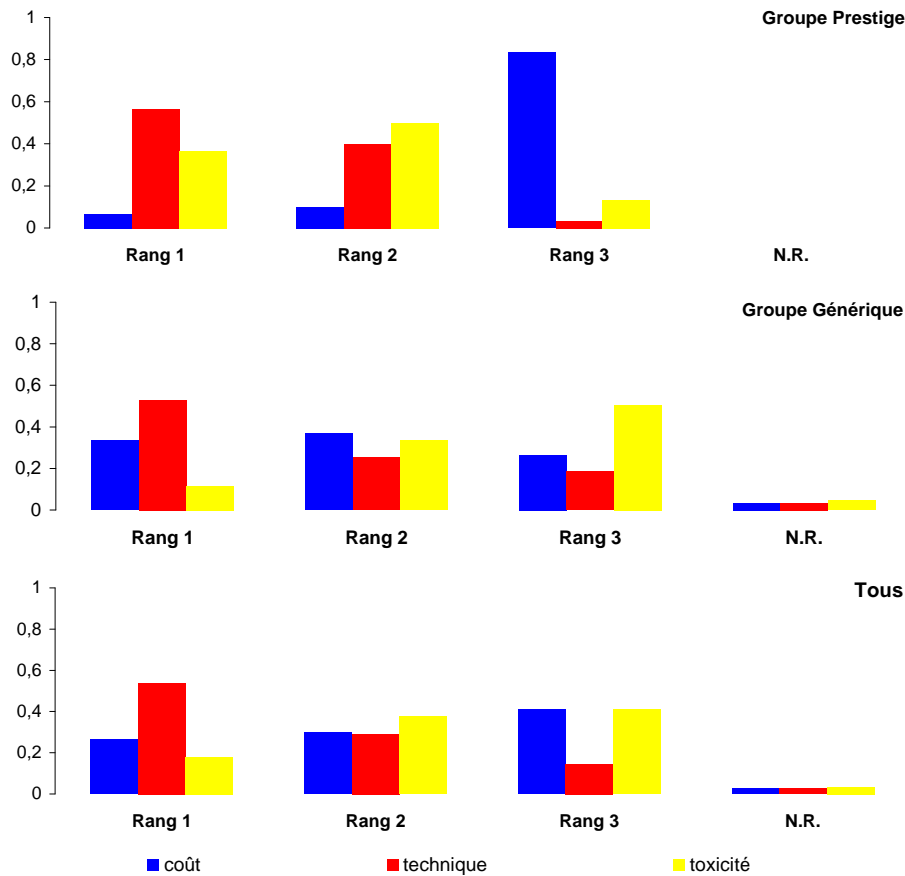 Groupe Prestige
1
0,8
0,6
0,4
0,2
0
Rang 1 Rang 2 Rang 3 N.R.
Groupe Générique
1
0,8
0,6
0,4
0,2
0
Rang 1 Rang 2 Rang 3 N.R.
Tous
1
0,8
0,6
0,4
0,2
0
Rang 1 Rang 2 Rang 3 N.R.
coût technique toxicité